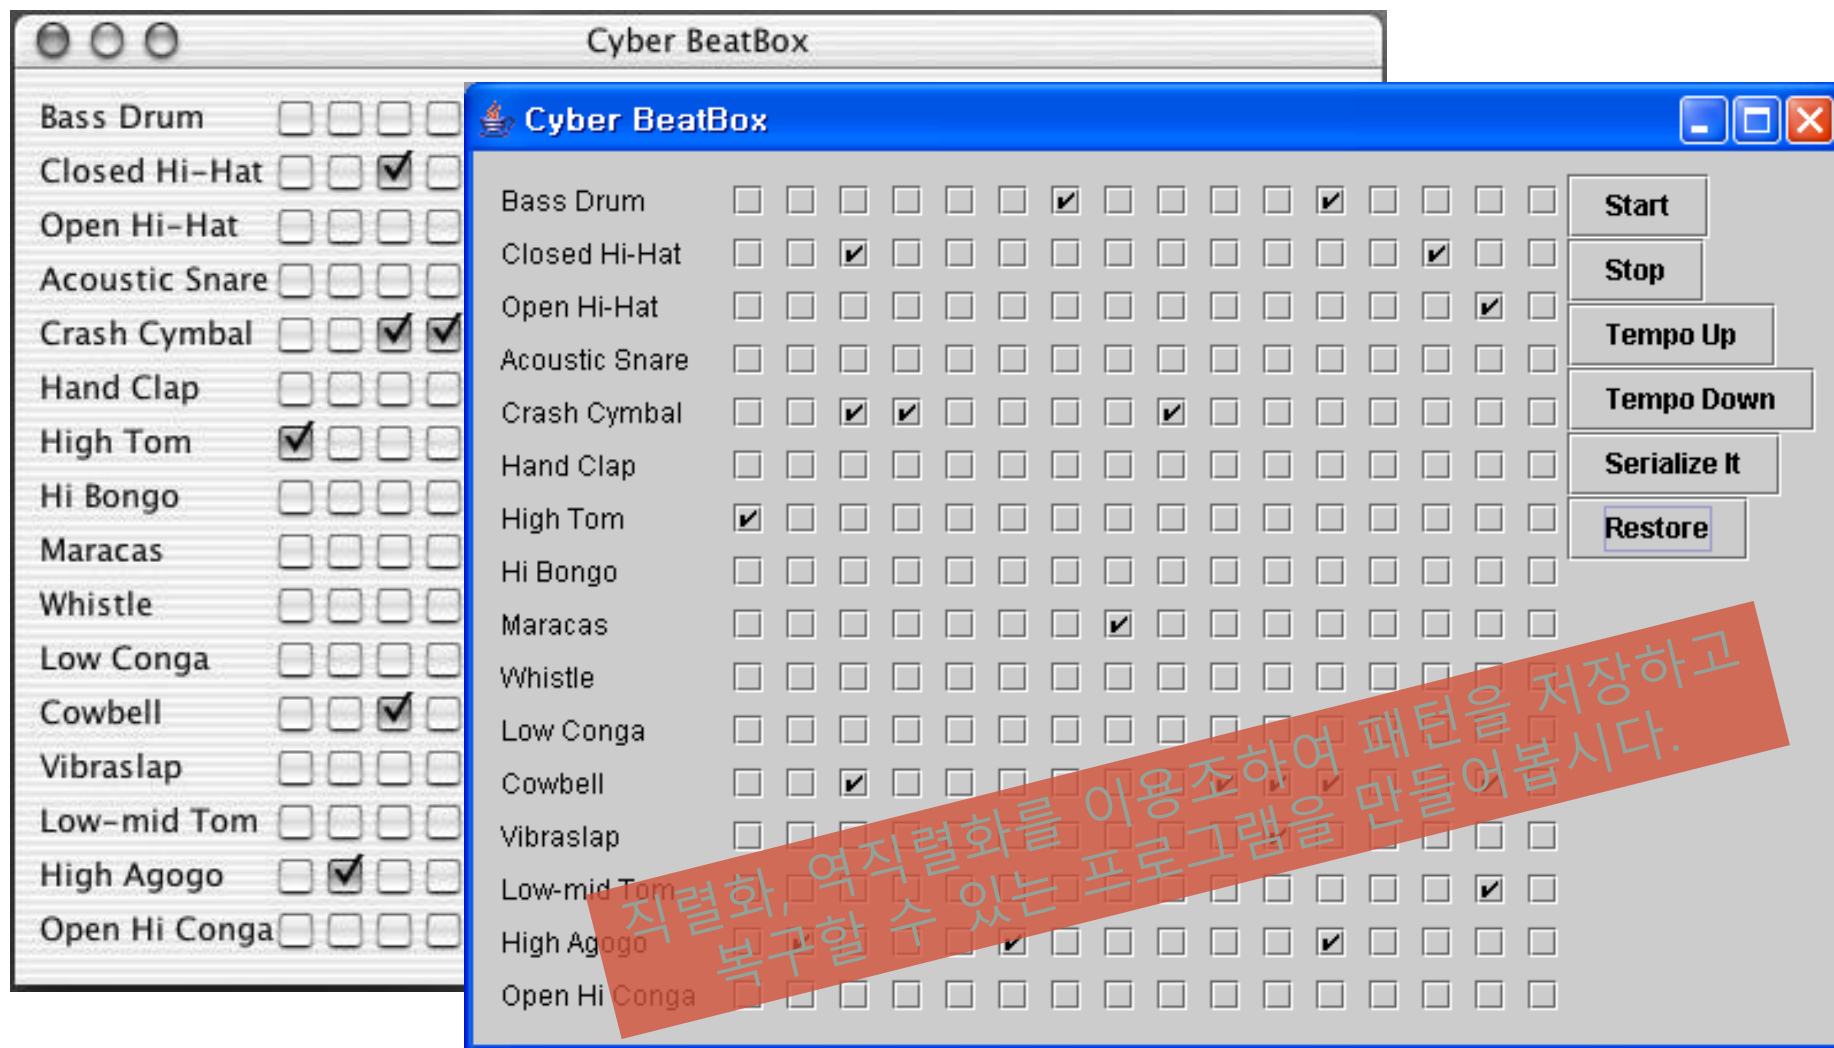 Cyber BeatBox
Bass Drum
Closed Hi-Hat
Open Hi-Hat
Acoustic Snare
Crash Cymbal
Hand Clap
High Tom
Hi Bongo
Maracas
Whistle
Low Conga
Cowbell
Vibraslap
Low-mid Tom
High Agogo
Open Hi Conga
Cyber BeatBox
Bass Drum
Closed Hi-Hat
Open Hi-Hat
Acoustic Snare
Crash Cymbal
Hand Clap
High Tom
Hi Bongo
Maracas
Whistle
Low Conga
Cowbell
Vibraslap
Low-mid Tom
High Agogo
Open Hi Conga
Start
Stop
Tempo Up
Tempo Down
Serialize It
Restore
직렬화, 역직렬화를 이용조하여 패턴을 저장하고
복구할 수 있는 프로그램을 만들어봅시다.